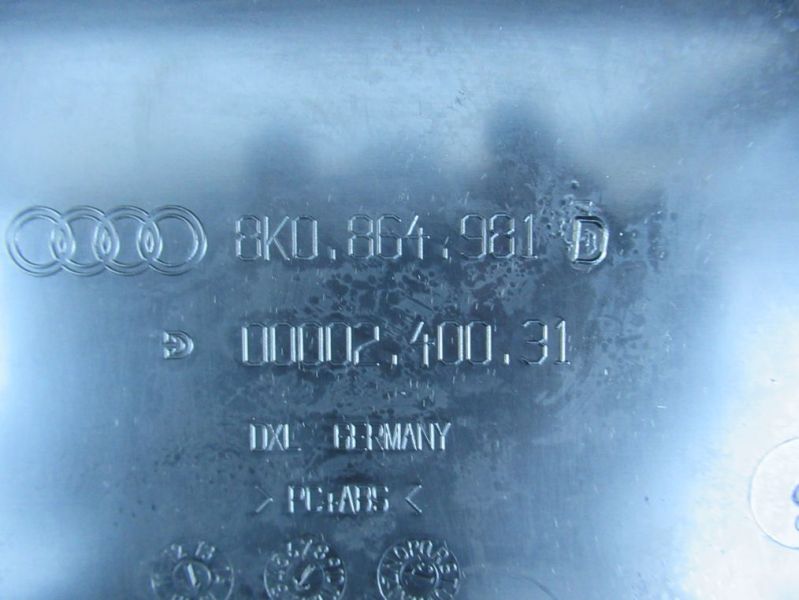 8K0.864.981 D
00002.400.31
DXL GERMANY
> PC+ABS <